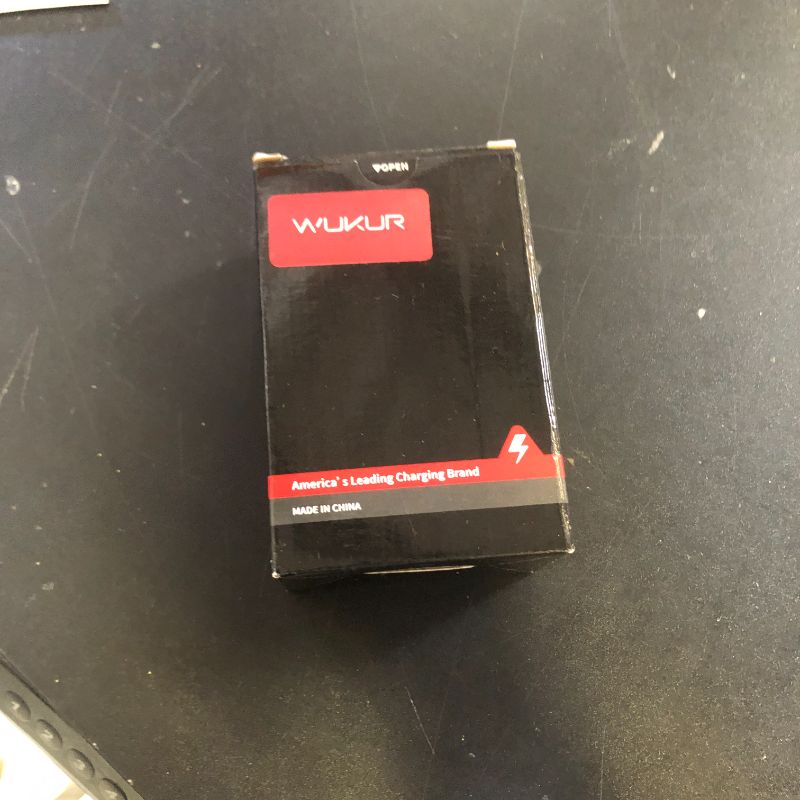 ▼OPEN
WUKUR
America's Leading Charging Brand
MADE IN CHINA